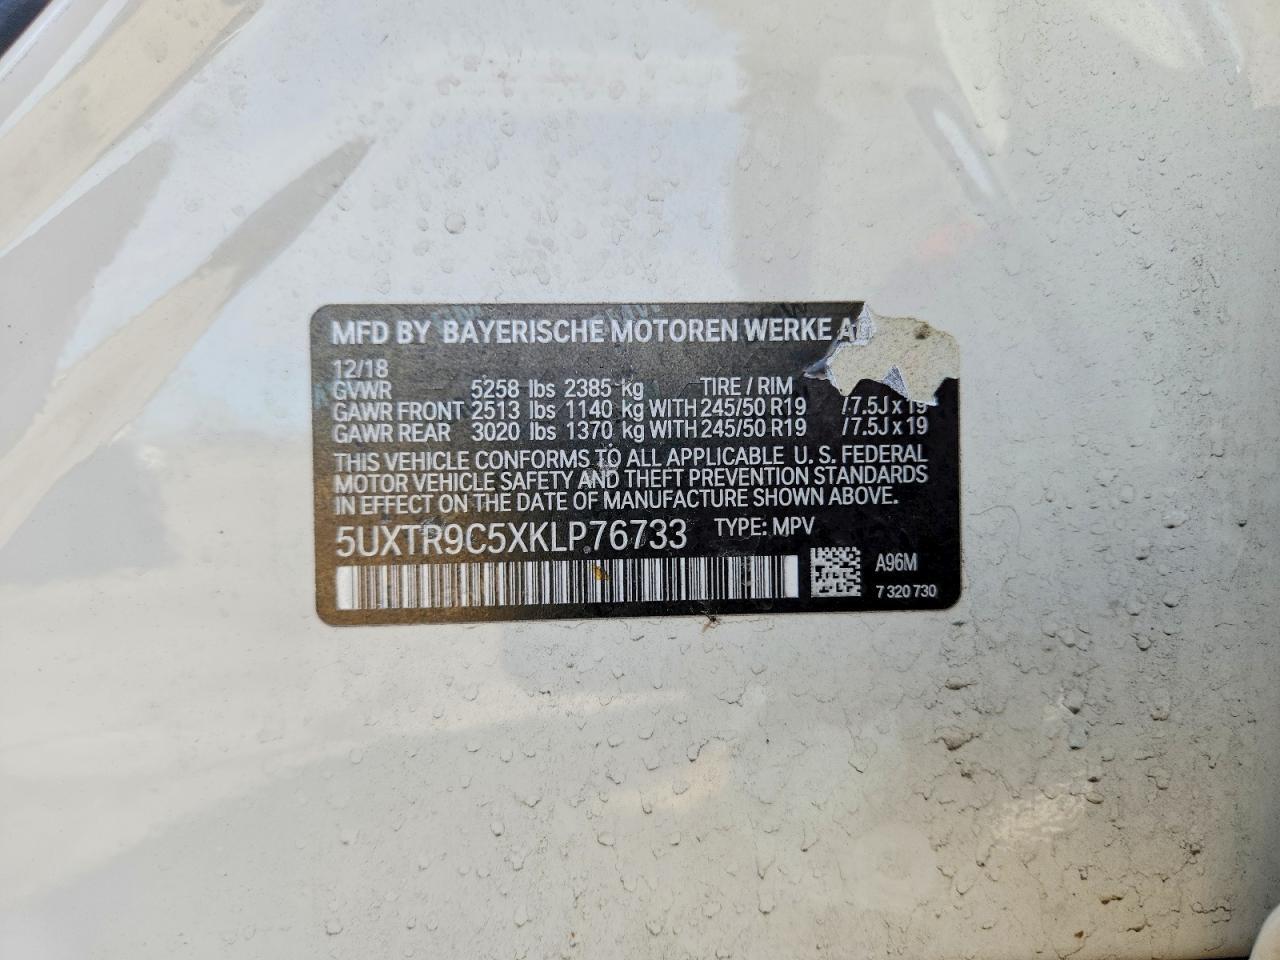 MFD BY BAYERISCHE MOTOREN WERKE
12/18
GVWR 5258 lbs 2385 kg TIRE / RIM
GAWR FRONT 2513 lbs 1140 kg WITH 245/50 R19 /7.5J x 19
GAWR REAR 3020 lbs 1370 kg WITH 245/50 R19 /7.5J x 19
THIS VEHICLE CONFORMS TO ALL APPLICABLE U. S. FEDERAL
MOTOR VEHICLE SAFETY AND THEFT PREVENTION STANDARDS
IN EFFECT ON THE DATE OF MANUFACTURE SHOWN ABOVE.
5UXTR9C5XKLP76733 TYPE: MPV
A96M
7 320 730